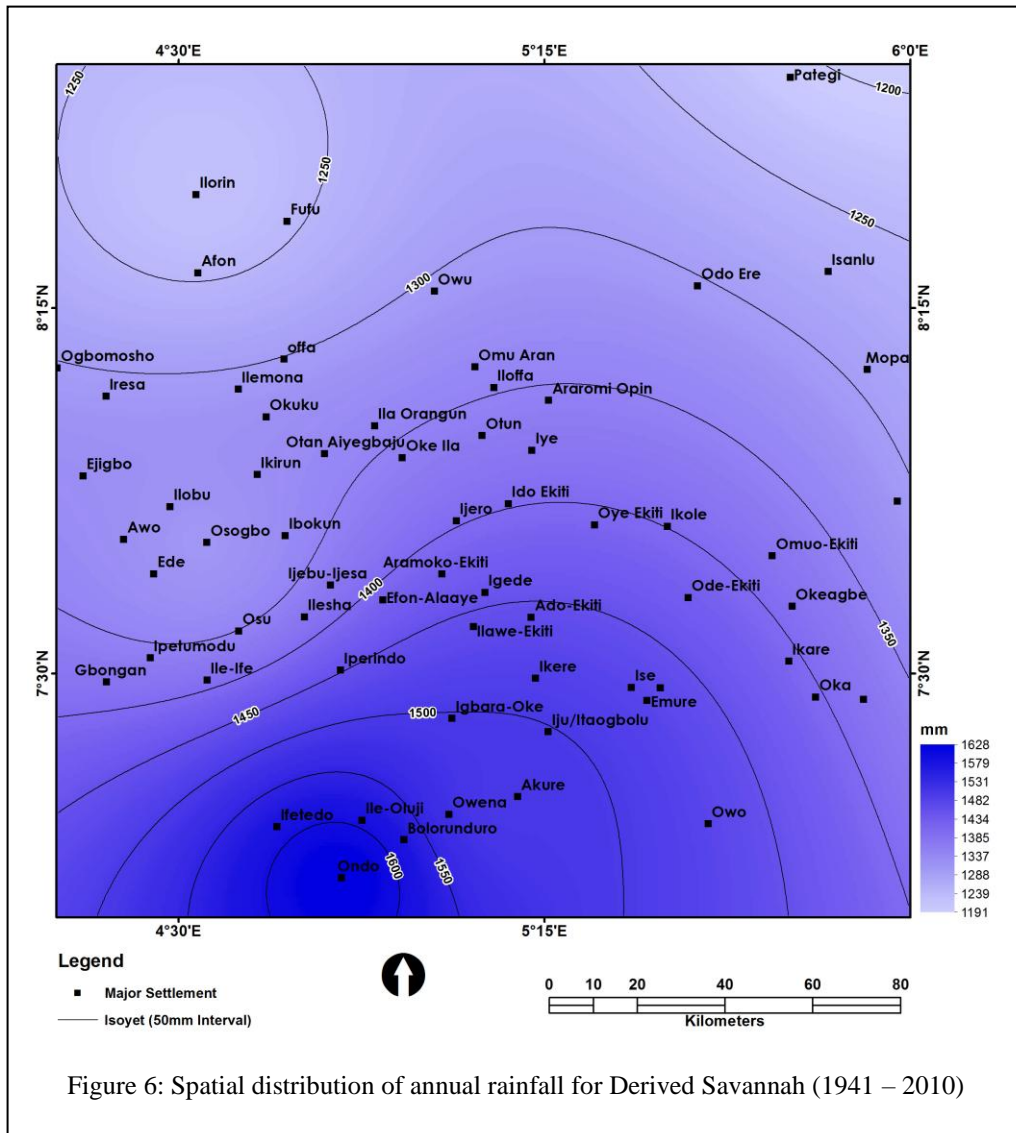 4°30'E 5°15'E 6°0'E
Pategi
1200
1250
1250
Ilorin
1250
Fufu
1250
Afon
Isanlu
1300
Owu
Odo Ere
8°15'N 8°15'N
offa
Ogbomosho
Omu Aran
Mopa
Iresa
Ilemona
Iloffa
Araromi Opin
Okuku
Ila Orangun
Otun
Otan Aiyegbaju
Oke Ila
Iye
Ejigbo
Ikirun
Ilobu
Ido Ekiti
Ijero
Oye Ekiti
Ikole
Awo
Osogbo
Ibokun
Omuo-Ekiti
Ede
Aramoko-Ekiti
Ijebu-Ijesa
1400
Igede
Efon-Alaaye
Ode-Ekiti
Okeagbe
Ilesha
Ado-Ekiti
1350
Osu
Ilawe-Ekiti
Ipetumodu
Ikare
Gbongan
Ile-Ife
Iperindo
Ikere
Ise
7°30'N 7°30'N
Oka
Emure
1450
1500
Igbara-Oke
Iju/Itaogbolu
mm
1628
1579
1531
1482
1434
1385
1337
1288
1239
1191
Akure
Ile-Oluji
Owena
Ifetedo
Owo
Bolorunduro
Ondo
1600
1550
4°30'E 5°15'E
Legend
Major Settlement
Isoyet (50mm Interval)
0 10 20 40 60 80
Kilometers
Figure 6: Spatial distribution of annual rainfall for Derived Savannah (1941 – 2010)